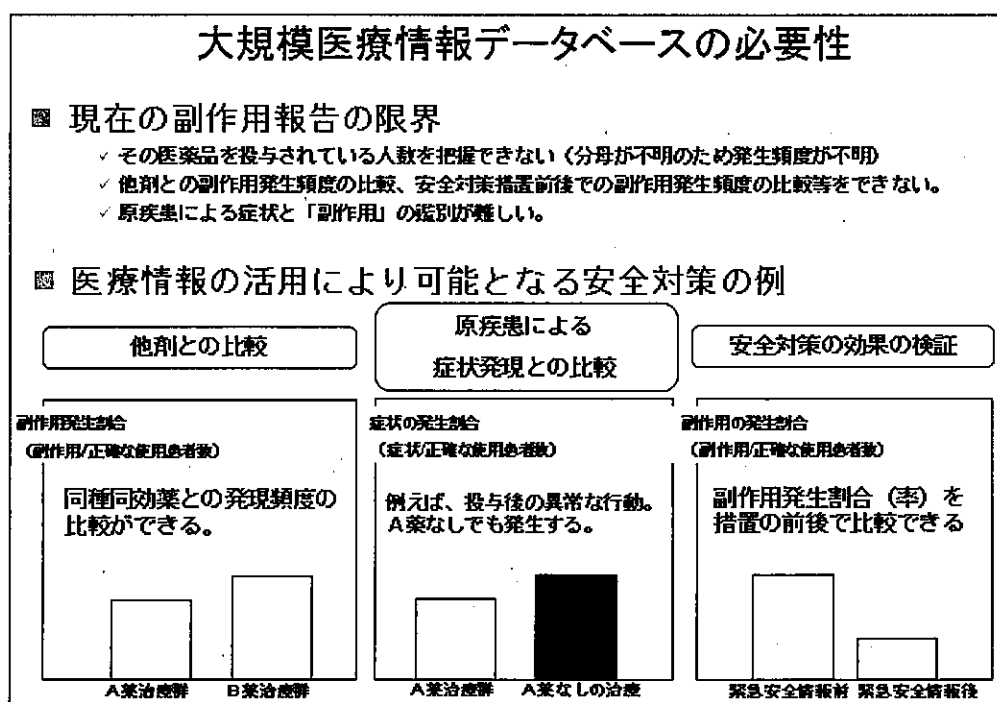 大規模医療情報データベースの必要性
現在の副作用報告の限界
✓ その医薬品を投与されている人数を把握できない（分母が不明のため発生頻度が不明）
✓ 他剤との副作用発生頻度の比較、安全対策措置前後での副作用発生頻度の比較等をできない。
✓ 原疾患による症状と「副作用」の鑑別が難しい。
医療情報の活用により可能となる安全対策の例
他剤との比較
副作用発生割合
（副作用/正確な使用患者数）
同種同効薬との発現頻度の
比較ができる。
A薬治療群 B薬治療群
原疾患による
症状発現との比較
症状の発生割合
（症状/正確な使用患者数）
例えば、投与後の異常な行動。
A薬なしでも発生する。
A薬治療群 A薬なしの治療
安全対策の効果の検証
副作用の発生割合
（副作用/正確な使用患者数）
副作用発生割合（率）を
措置の前後で比較できる
緊急安全情報前 緊急安全情報後